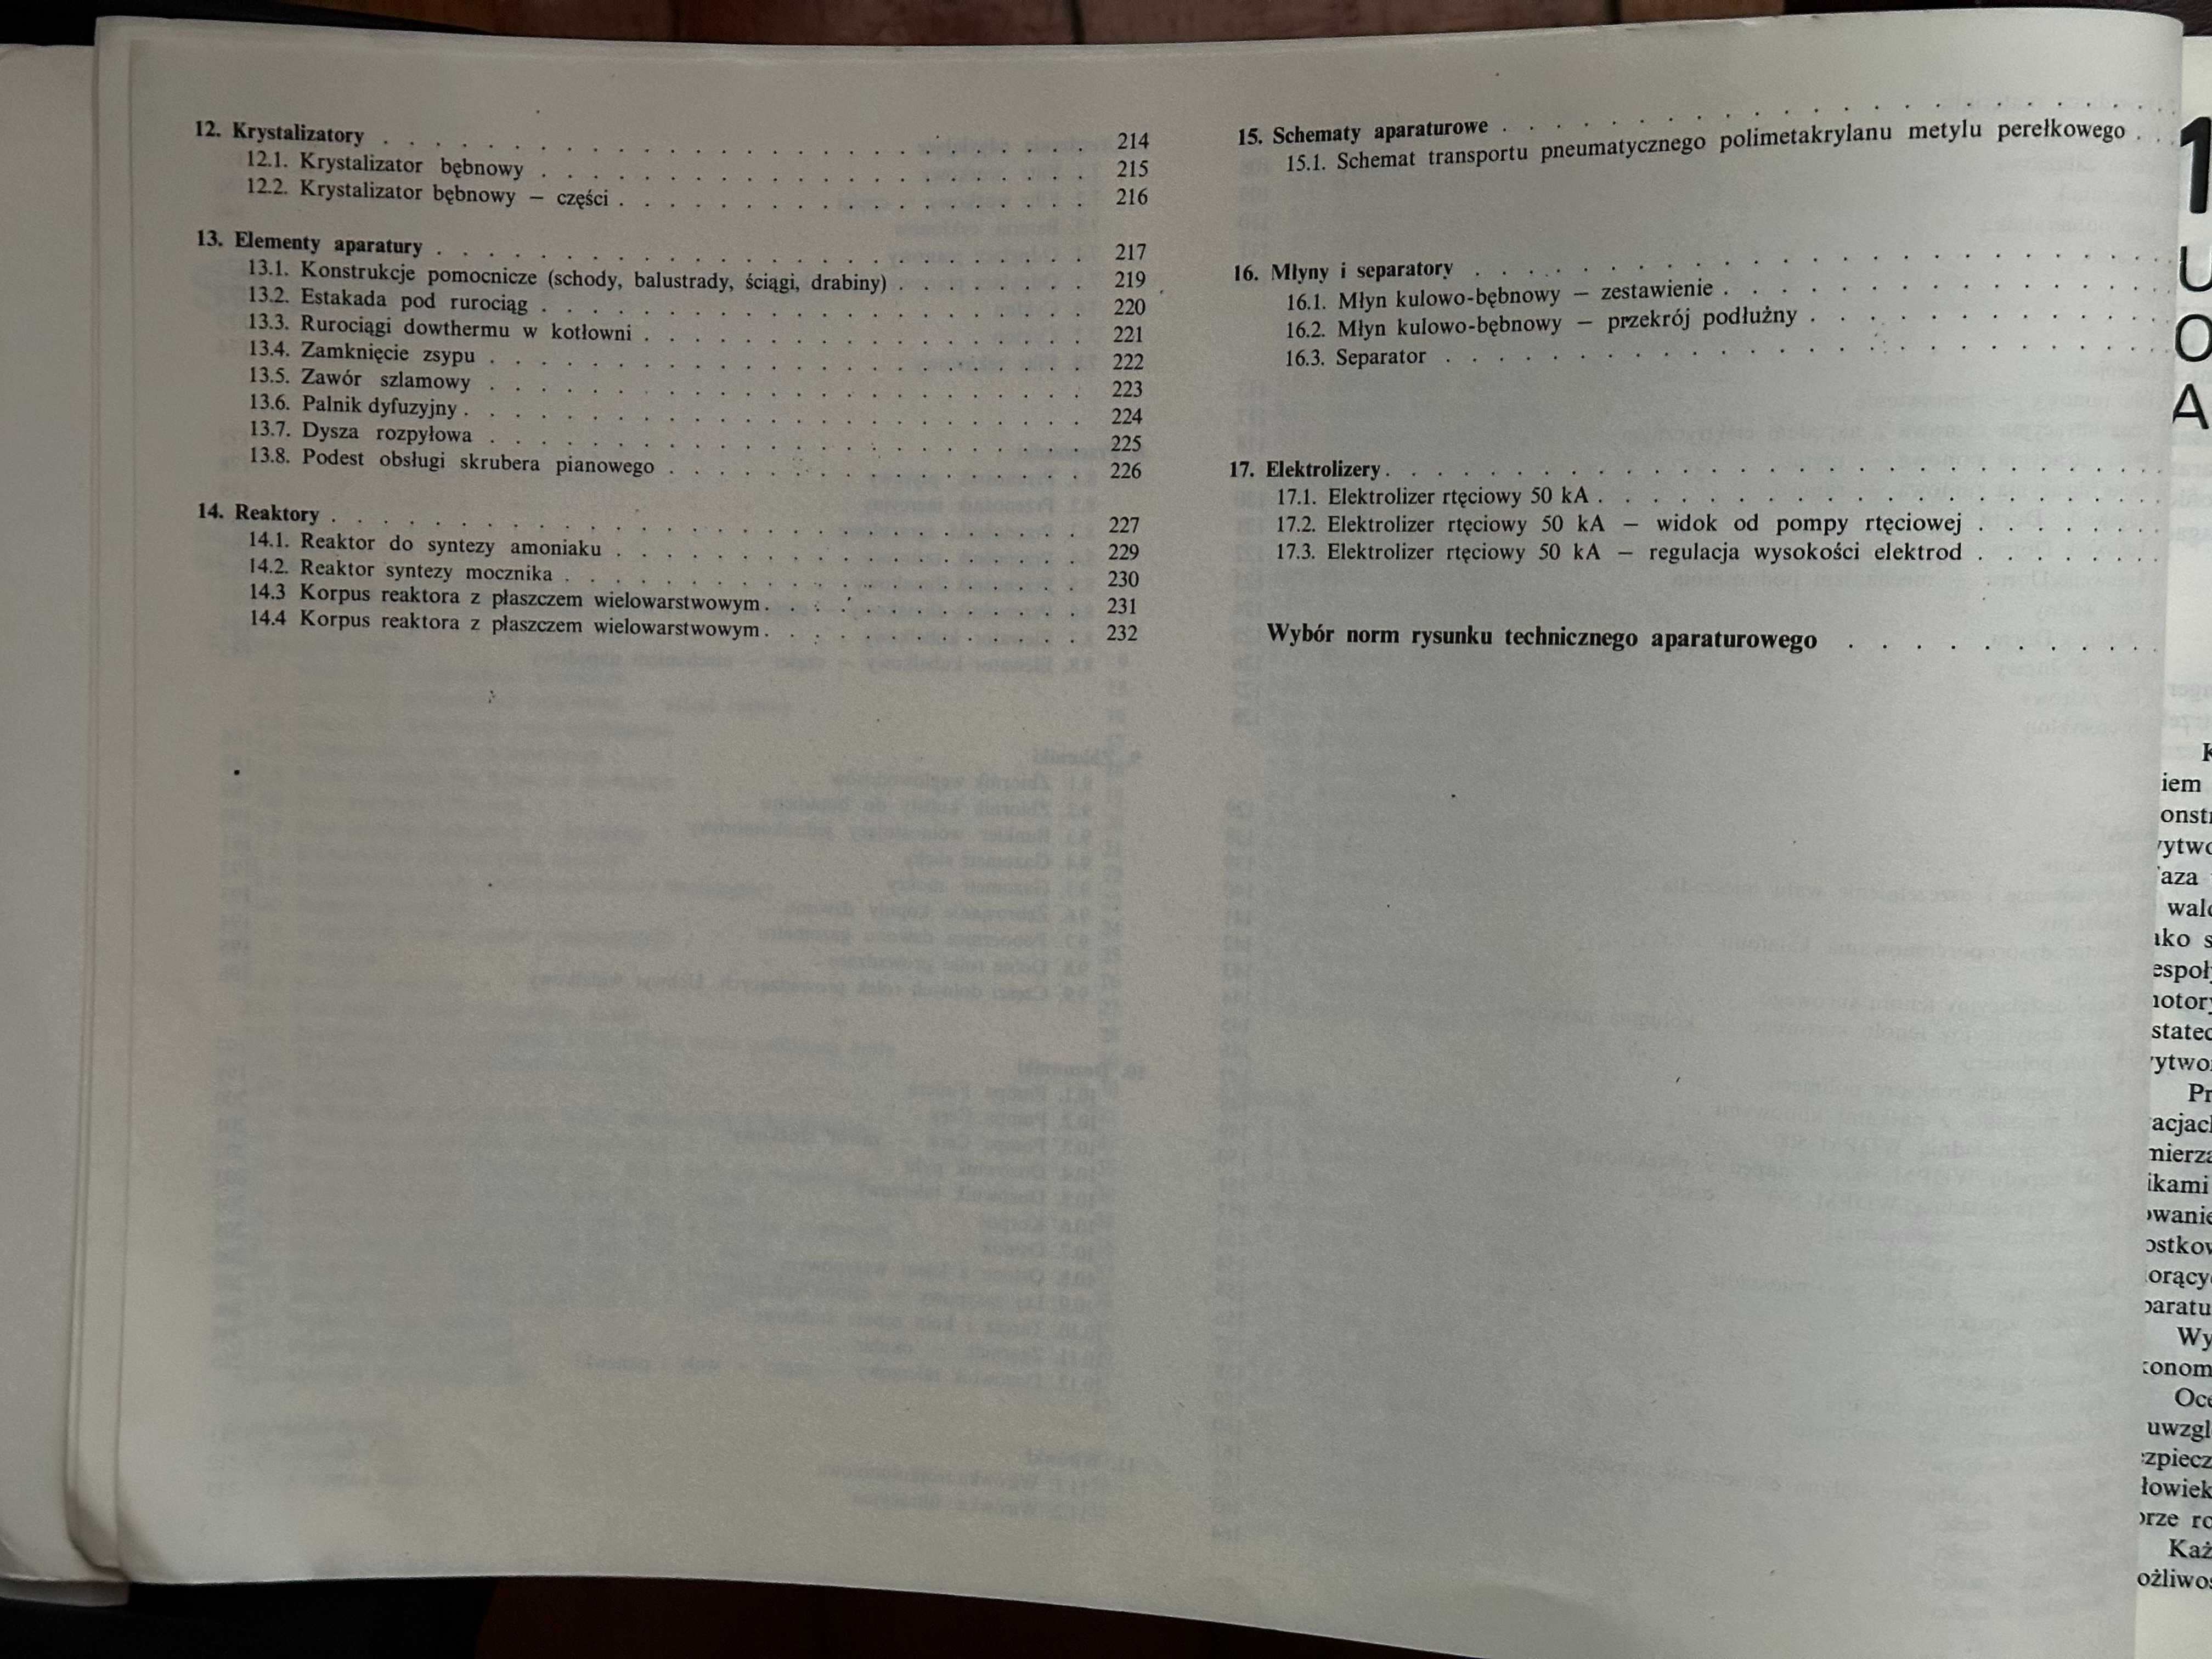 12. Krystalizatory . . . . . . . . . . . . . . . . . . . . . . . . . . . . 214
12.1. Krystalizator bębnowy . . . . . . . . . . . . . . . . . . . . . . 215
12.2. Krystalizator bębnowy — części . . . . . . . . . . . . . . . . . . . 216
13. Elementy aparatury . . . . . . . . . . . . . . . . . . . . . . . . . . 217
13.1. Konstrukcje pomocnicze (schody, balustrady, ściągi, drabiny) . . . . . . . . 219
13.2. Estakada pod rurociąg . . . . . . . . . . . . . . . . . . . . . . 220
13.3. Rurociągi dowthermu w kotłowni . . . . . . . . . . . . . . . . . . 221
13.4. Zamknięcie zsypu . . . . . . . . . . . . . . . . . . . . . . . . 222
13.5. Zawór szlamowy . . . . . . . . . . . . . . . . . . . . . . . . 223
13.6. Palnik dyfuzyjny . . . . . . . . . . . . . . . . . . . . . . . . . 224
13.7. Dysza rozpyłowa . . . . . . . . . . . . . . . . . . . . . . . . 225
13.8. Podest obsługi skrubera pianowego . . . . . . . . . . . . . . . . . 226
14. Reaktory . . . . . . . . . . . . . . . . . . . . . . . . . . . . . . 227
14.1. Reaktor do syntezy amoniaku . . . . . . . . . . . . . . . . . . . 229
14.2. Reaktor syntezy mocznika . . . . . . . . . . . . . . . . . . . . . 230
14.3 Korpus reaktora z płaszczem wielowarstwowym . . . . . . . . . . . . . 231
14.4 Korpus reaktora z płaszczem wielowarstwowym . . . . . . . . . . . . . 232
15. Schematy aparaturowe . . . . . . . . . . . . . . . . . . . . . .
15.1. Schemat transportu pneumatycznego polimetakrylanu metylu perełkowego . .
16. Młyny i separatory . . . . . . . . . . . . . . . . . . . . . . .
16.1. Młyn kulowo-bębnowy — zestawienie . . . . . . . . . . . . . . .
16.2. Młyn kulowo-bębnowy — przekrój podłużny . . . . . . . . . . . .
16.3. Separator . . . . . . . . . . . . . . . . . . . . . . . .
17. Elektrolizery . . . . . . . . . . . . . . . . . . . . . . . . . .
17.1. Elektrolizer rtęciowy 50 kA . . . . . . . . . . . . . . . . . . .
17.2. Elektrolizer rtęciowy 50 kA — widok od pompy rtęciowej . . . . . . .
17.3. Elektrolizer rtęciowy 50 kA — regulacja wysokości elektrod . . . . . . .
Wybór norm rysunku technicznego aparaturowego . . . . . . . . . .
1
U
O
A